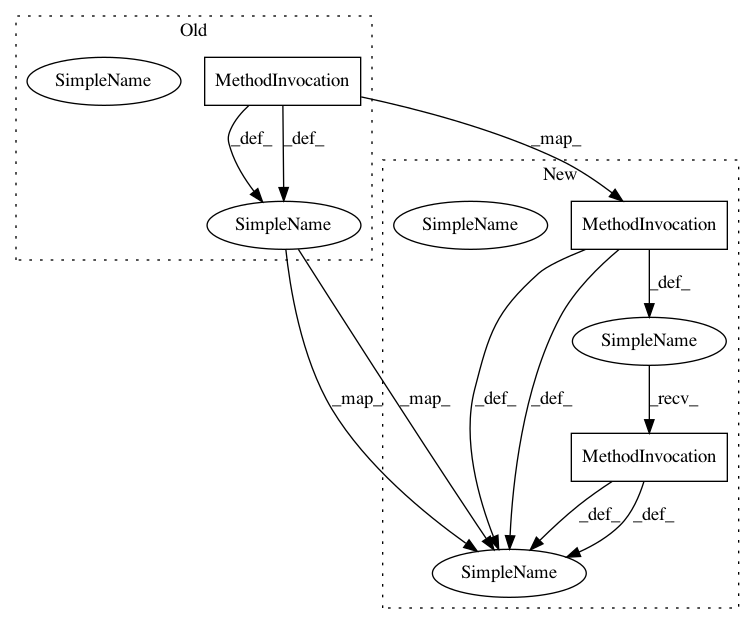 Old
SimpleName
MethodInvocation
_def_
_def_
_map_
New
SimpleName
SimpleName
MethodInvocation
_def_
SimpleName
_map_
_map_
_def_
_def_
_recv_
MethodInvocation
_def_
_def_
SimpleName